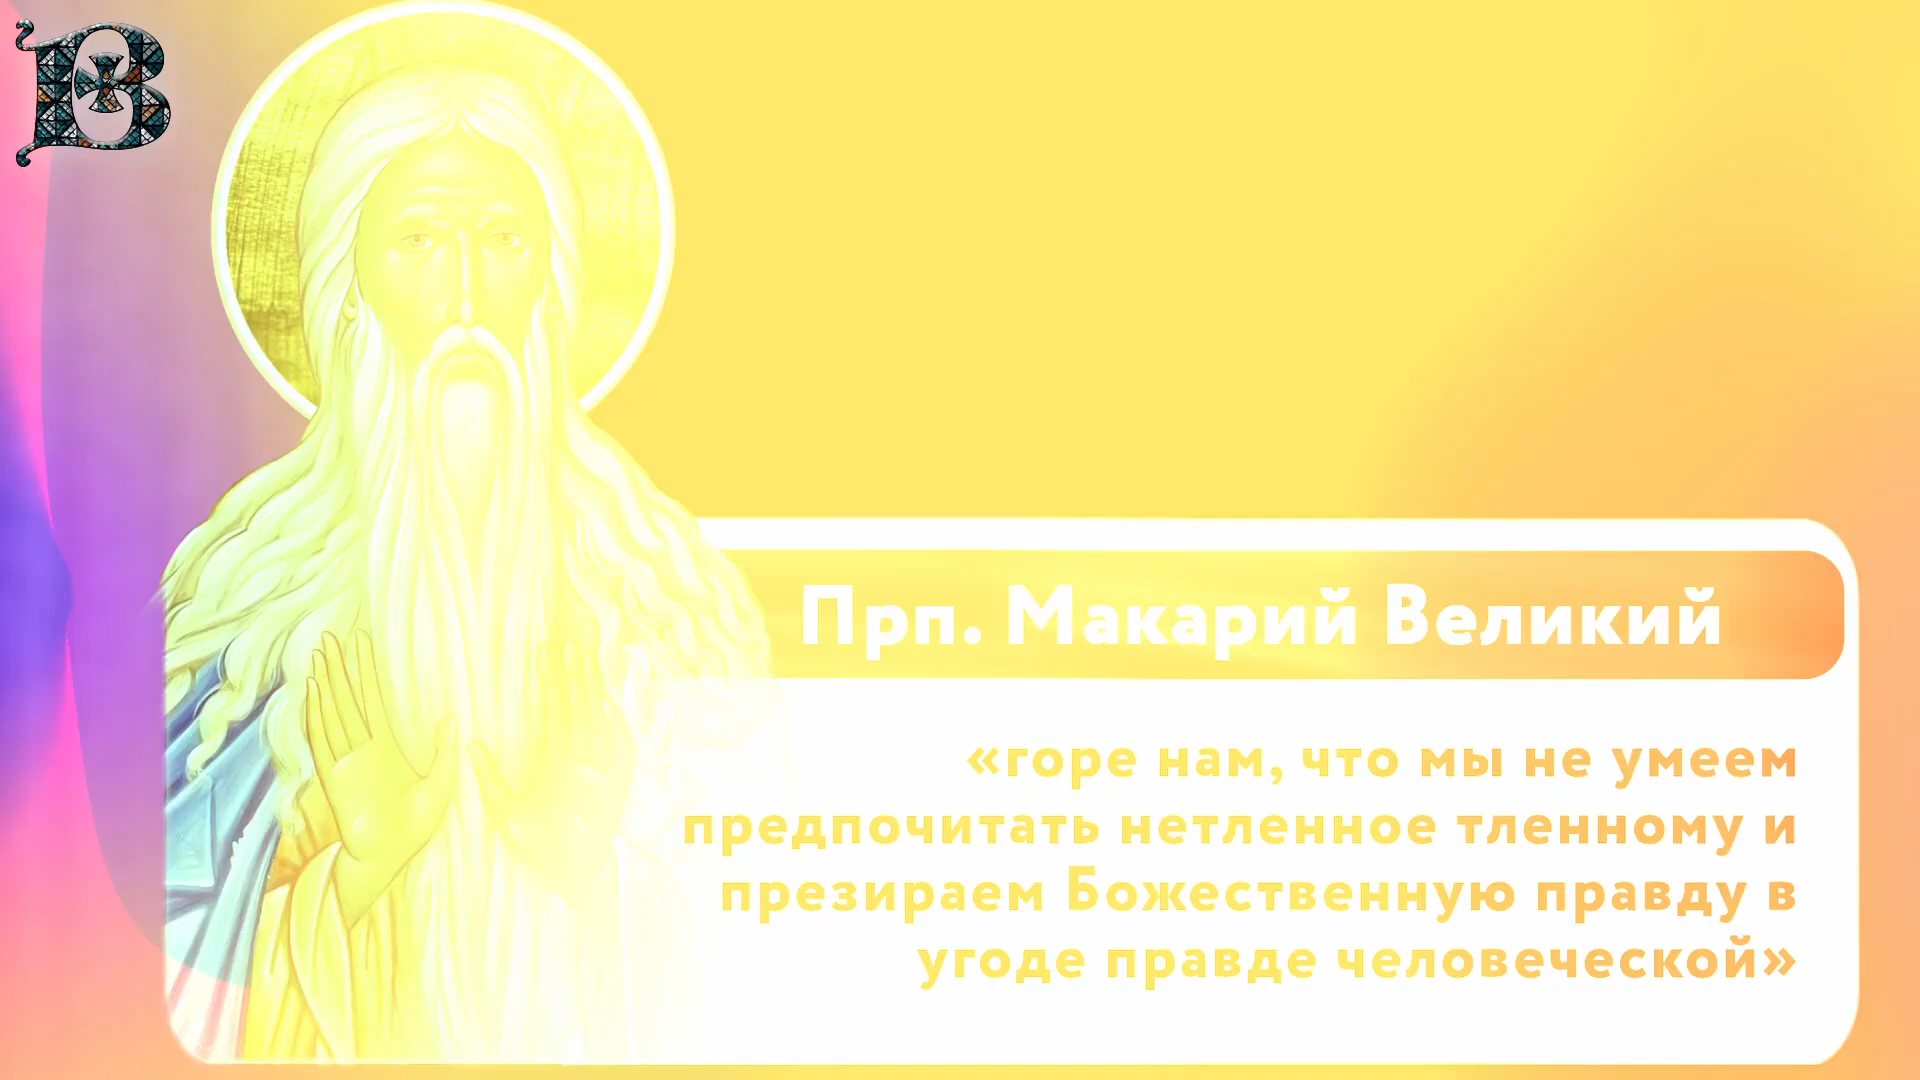 В
Прп. Макарий Великий
«горе нам, что мы не умеем
предпочитать нетленное тленному и
презираем Божественную правду в
угоде правде человеческой»